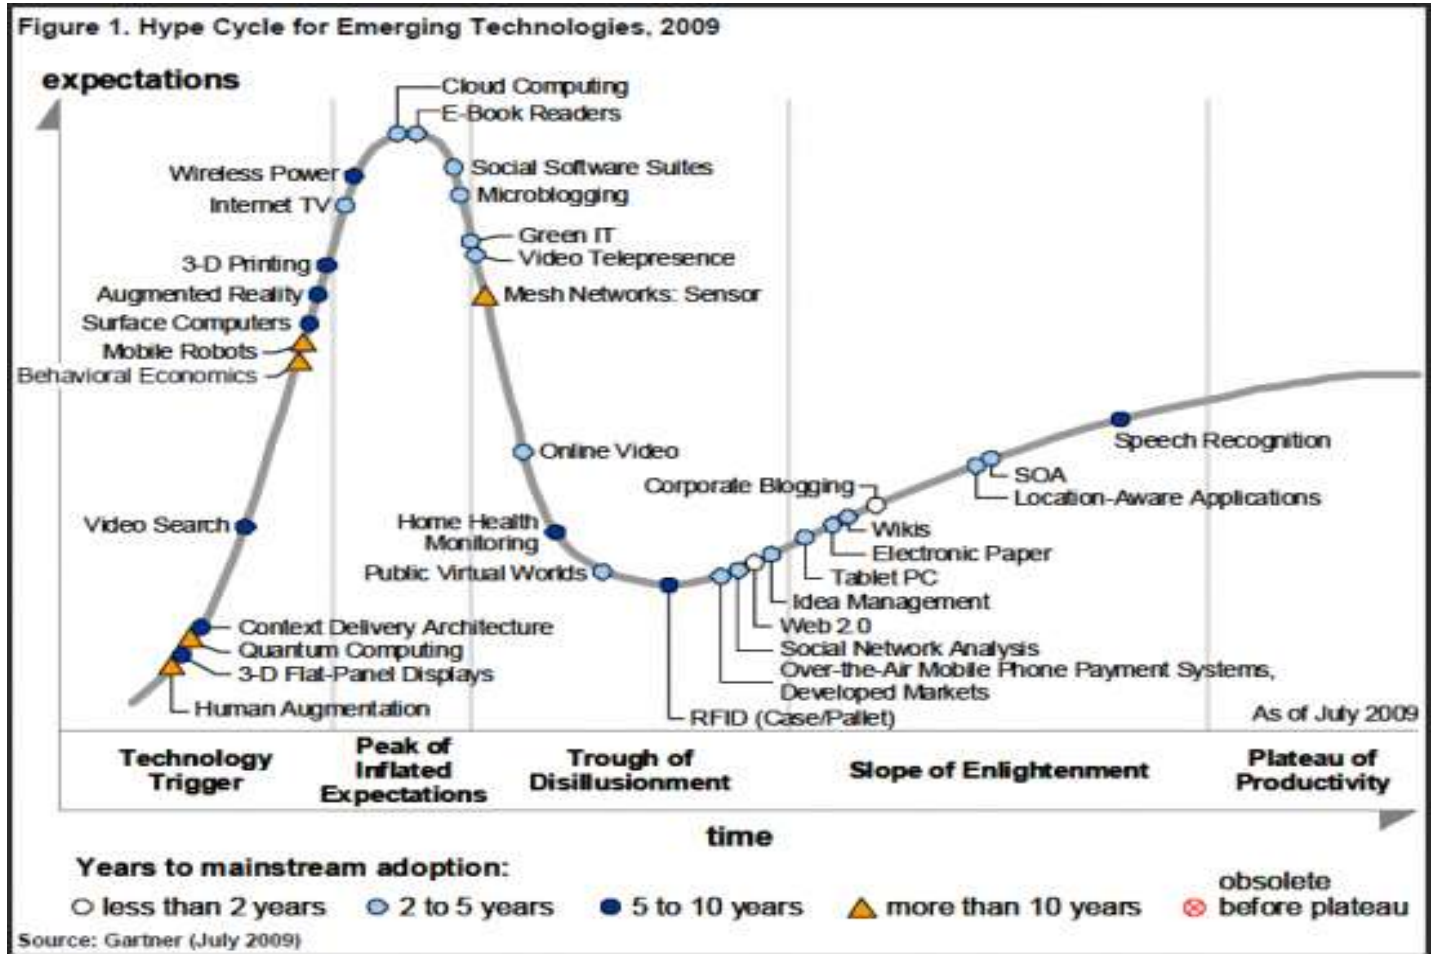 Figure 1. Hype Cycle for Emerging Technologies, 2009
expectations
Cloud Computing
E-Book Readers
Wireless Power
Social Software Suites
Internet TV
Microblogging
Green IT
Video Telepresence
3-D Printing
Augmented Reality
Mesh Networks: Sensor
Surface Computers
Mobile Robots
Behavioral Economics
Online Video
Speech Recognition
SOA
Corporate Blogging
Location-Aware Applications
Video Search
Home Health
Monitoring
Wikis
Electronic Paper
Public Virtual Worlds
Tablet PC
Idea Management
Context Delivery Architecture
Web 2.0
Quantum Computing
Social Network Analysis
3-D Flat-Panel Displays
Over-the-Air Mobile Phone Payment Systems,
Developed Markets
Human Augmentation
RFID (Case/Pallet)
As of July 2009
Technology
Trigger
Peak of
Inflated
Expectations
Trough of
Disillusionment
Slope of Enlightenment
Plateau of
Productivity
time
Years to mainstream adoption:
less than 2 years
2 to 5 years
5 to 10 years
more than 10 years
obsolete
before plateau
Source: Gartner (July 2009)